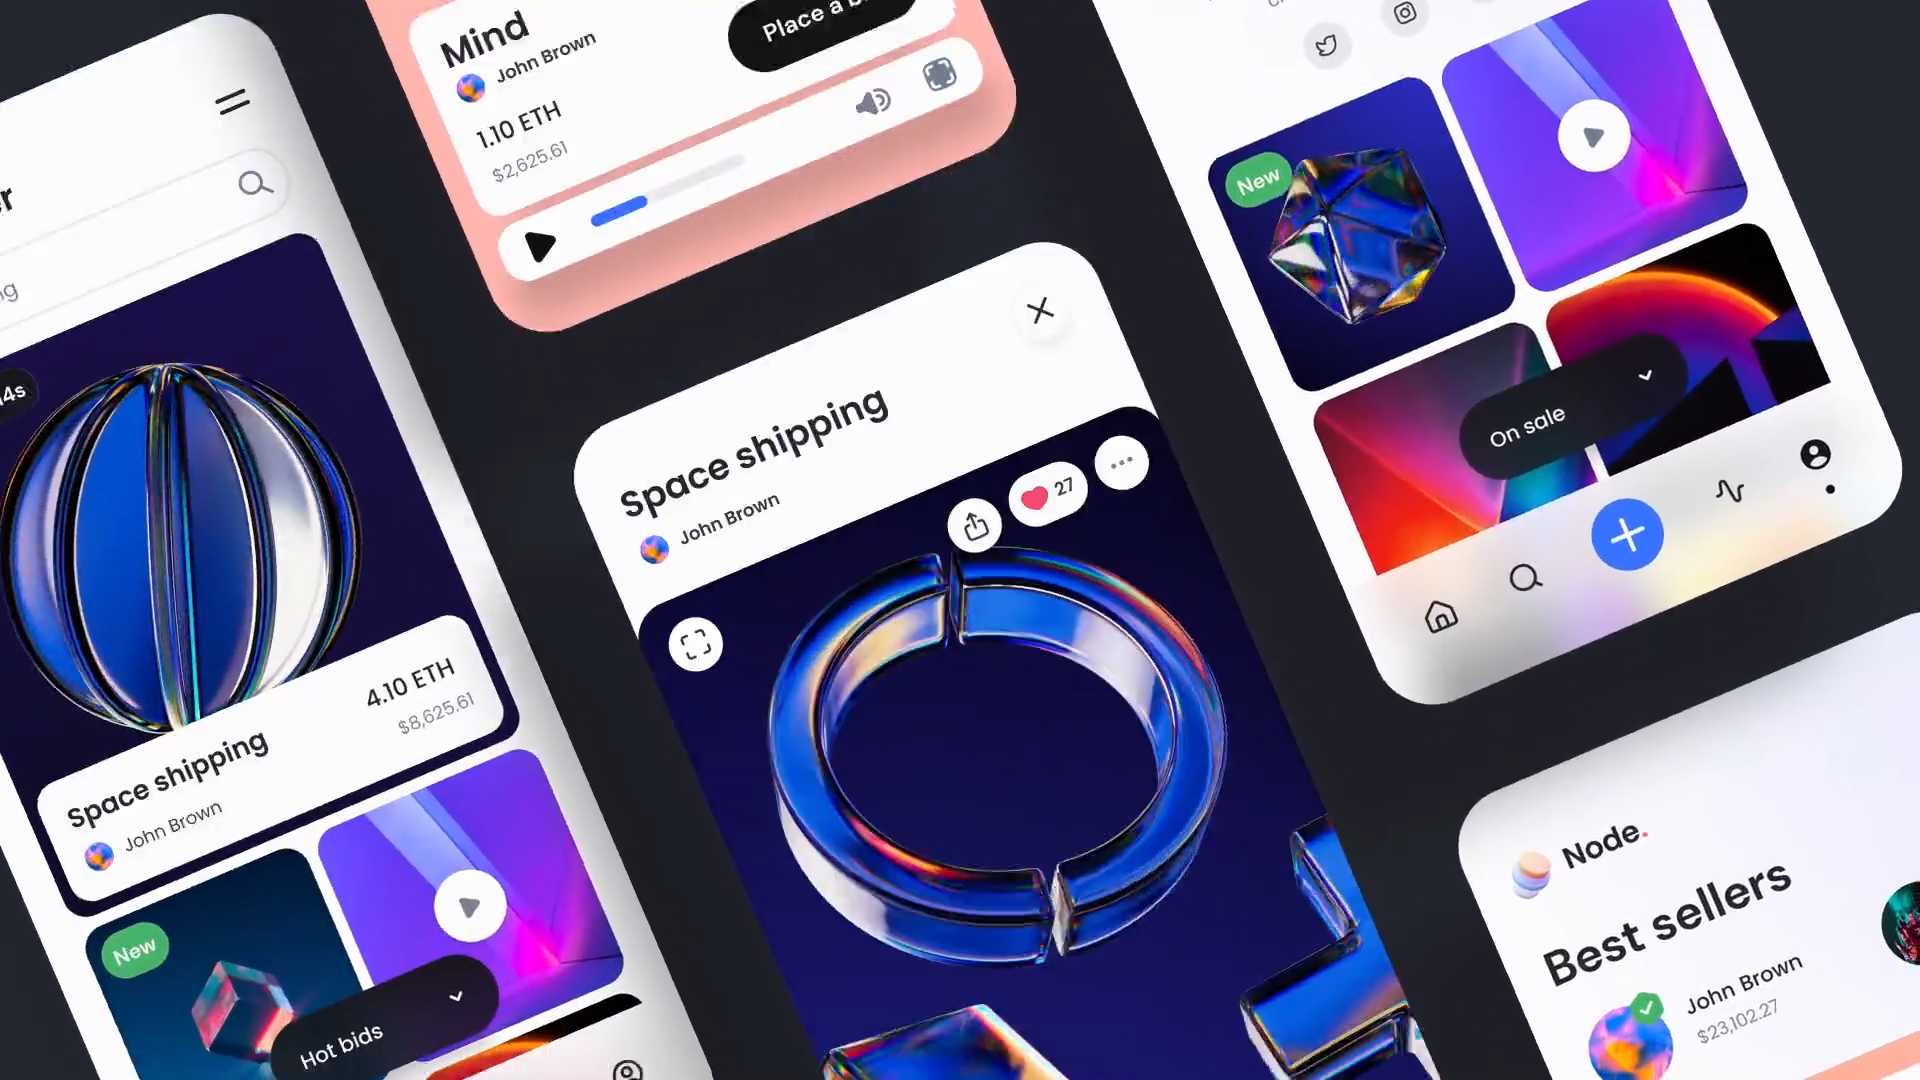 4s
Space shipping
John Brown
4.10 ETH
$8,625.61
New
Hot bids
Mind
John Brown
Place a
1.10 ETH
$2,625.61
Space shipping
John Brown
27
New
On sale
Node.
Best sellers
John Brown
$23,102.27